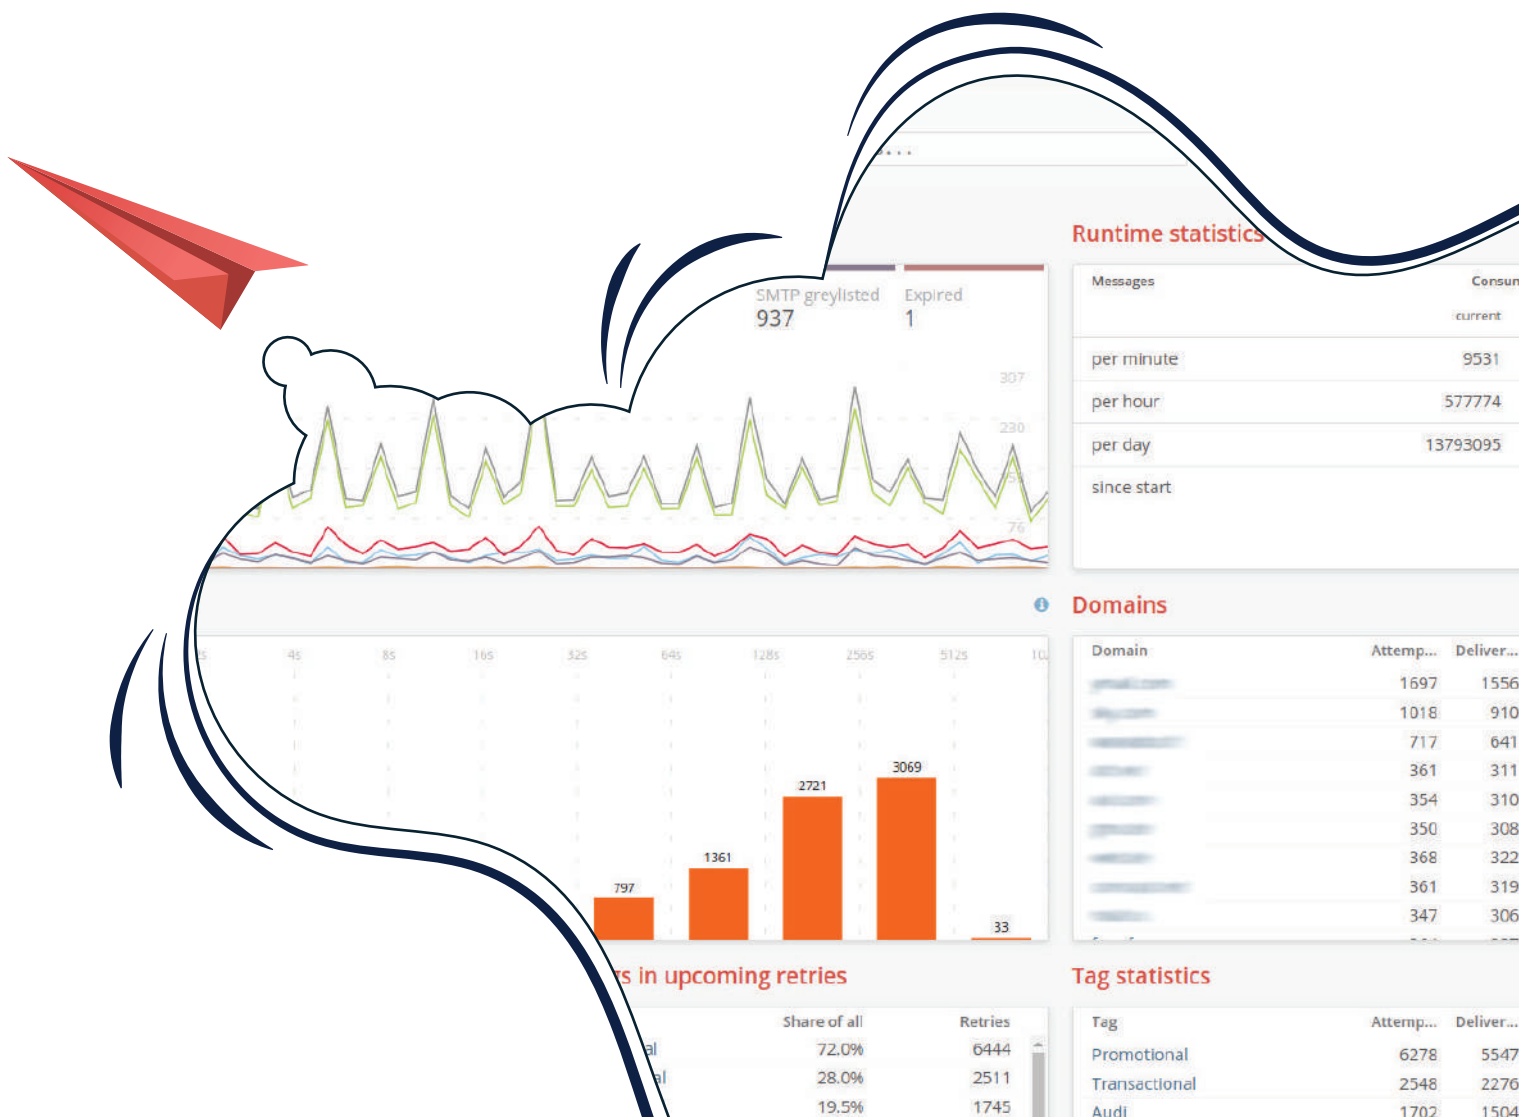 Runtime statistics
SMTP greylisted Expired
937 1
Messages Consum
current
per minute 9531
per hour 577774
per day 13793095
since start
307
230
76
Domains
4s 8s 16s 32s 64s 128s 256s 512s
797 1361 2721 3069 33
Domain Attemp... Deliver...
1697 1556
1018 910
717 641
361 311
354 310
350 308
368 322
361 319
347 306
gs in upcoming retries
Share of all Retries
al 72.0% 6444
al 28.0% 2511
19.5% 1745
Tag statistics
Tag Attemp... Deliver...
Promotional 6278 5547
Transactional 2548 2276
Audi 1702 1504